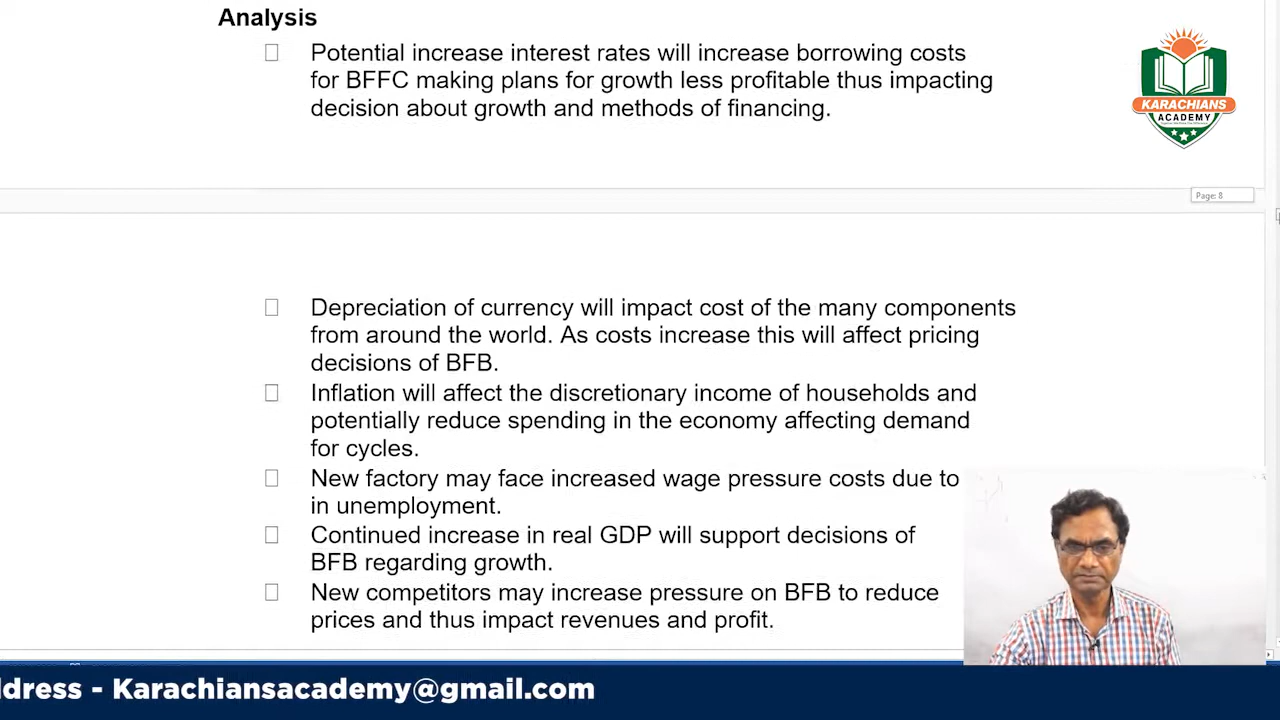 Analysis
Potential increase interest rates will increase borrowing costs
for BFFC making plans for growth less profitable thus impacting
decision about growth and methods of financing.
KARACHIANS
ACADEMY
Page: 8
Depreciation of currency will impact cost of the many components
from around the world. As costs increase this will affect pricing
decisions of BFB.
Inflation will affect the discretionary income of households and
potentially reduce spending in the economy affecting demand
for cycles.
New factory may face increased wage pressure costs due to
in unemployment.
Continued increase in real GDP will support decisions of
BFB regarding growth.
New competitors may increase pressure on BFB to reduce
prices and thus impact revenues and profit.
ddress - Karachiansacademy@gmail.com